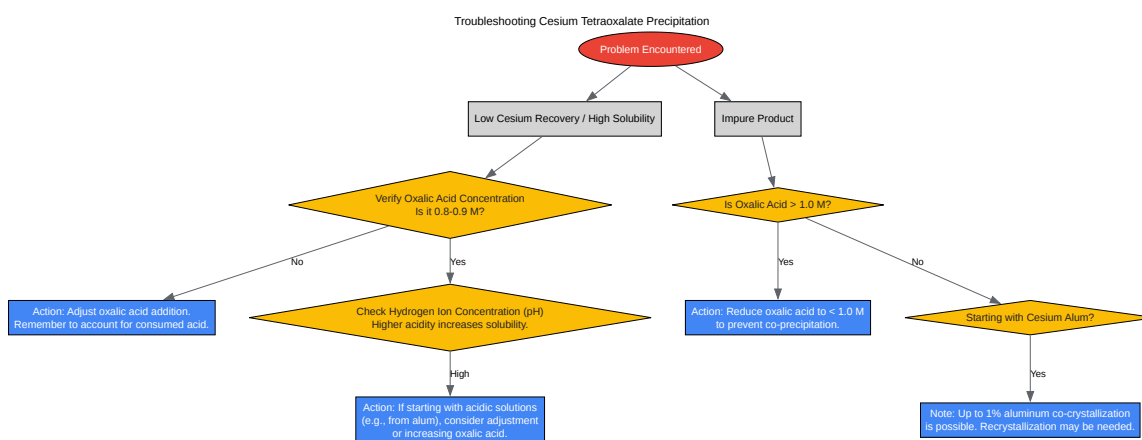 Troubleshooting Cesium Tetraoxalate Precipitation
Problem Encountered
Low Cesium Recovery / High Solubility
Impure Product
Verify Oxalic Acid Concentration
Is it 0.8-0.9 M?
Is Oxalic Acid > 1.0 M?
No
Yes
Yes
No
Action: Adjust oxalic acid addition.
Remember to account for consumed acid.
Check Hydrogen Ion Concentration (pH)
Higher acidity increases solubility.
Action: Reduce oxalic acid to < 1.0 M
to prevent co-precipitation.
Starting with Cesium Alum?
High
Yes
Action: If starting with acidic solutions
(e.g., from alum), consider adjustment
or increasing oxalic acid.
Note: Up to 1% aluminum co-crystallization
is possible. Recrystallization may be needed.